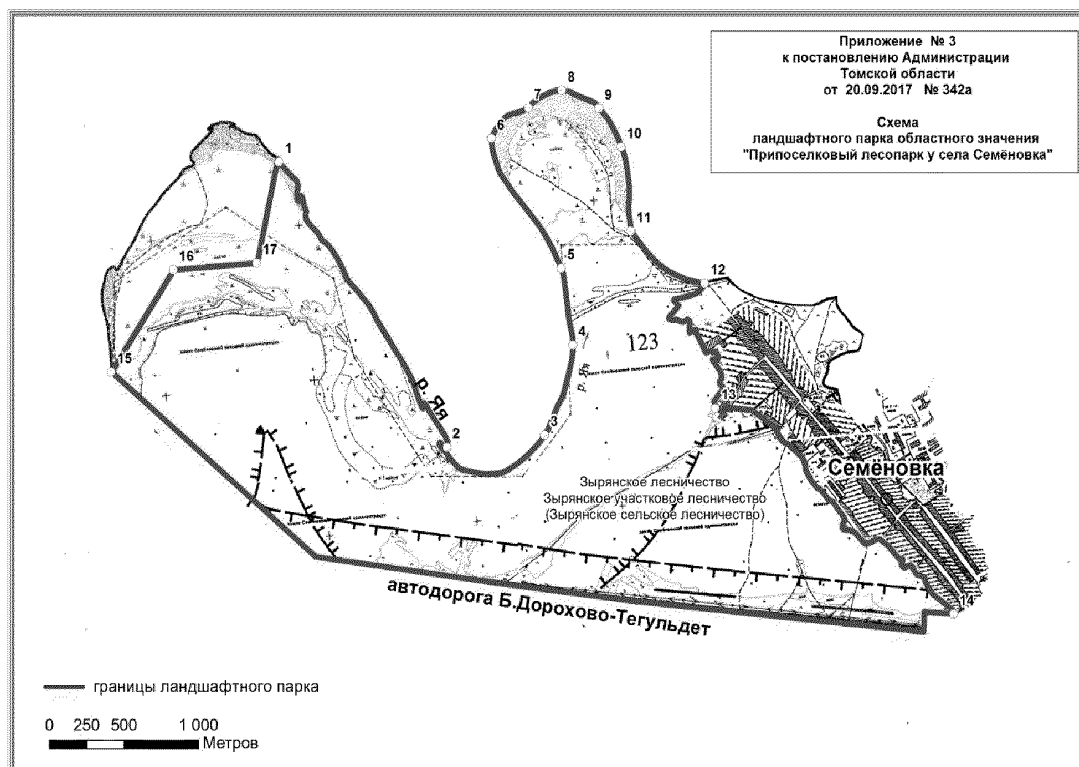 Приложение № 3
к постановлению Администрации
Томской области
от 20.09.2017 № 342а
Схема
ландшафтного парка областного значения
"Припоселковый лесопарк у села Семёновка"
8
7
9
6
10
1
11
17
16
5
12
4
123
р. Яя
15
13
р. Яя
2
3
Семёновка
Зырянское лесничество
Зырянское участковое лесничество
(Зырянское сельское лесничество)
14
автодорога Б.Дорохово-Тегульдет
границы ландшафтного парка
0 250 500 1 000
Метров